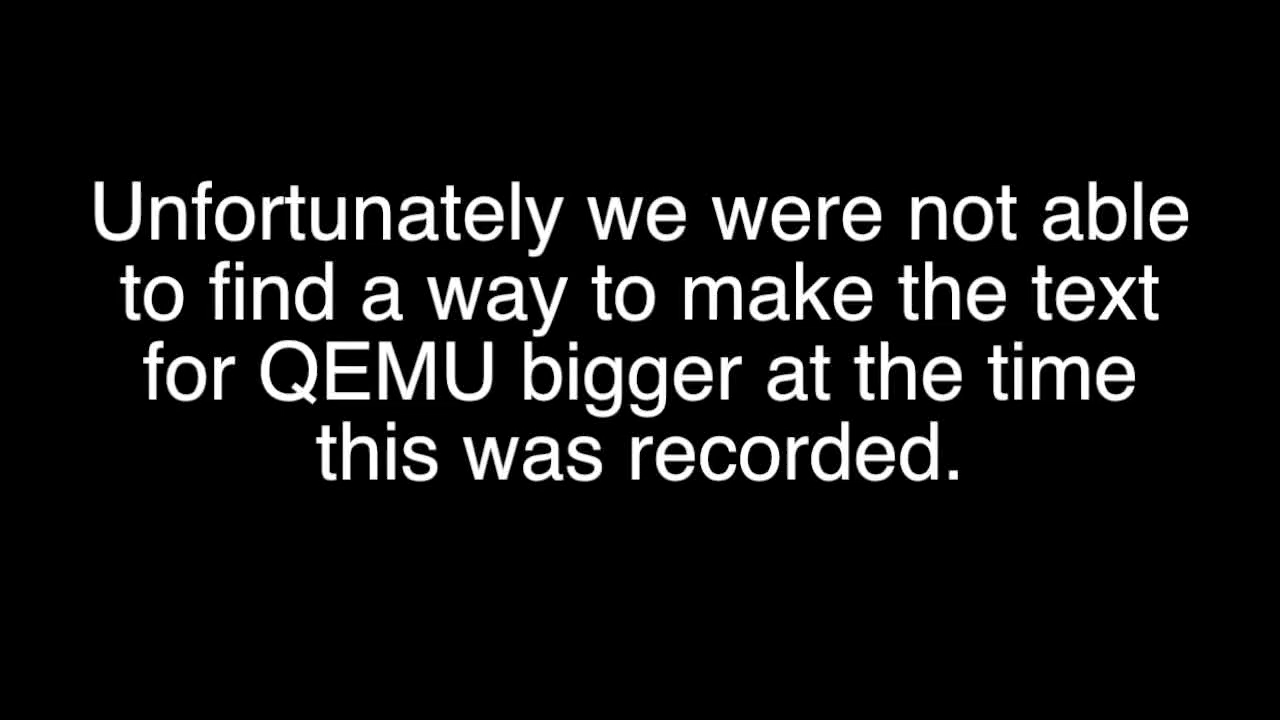 Unfortunately we were not able
to find a way to make the text
for QEMU bigger at the time
this was recorded.